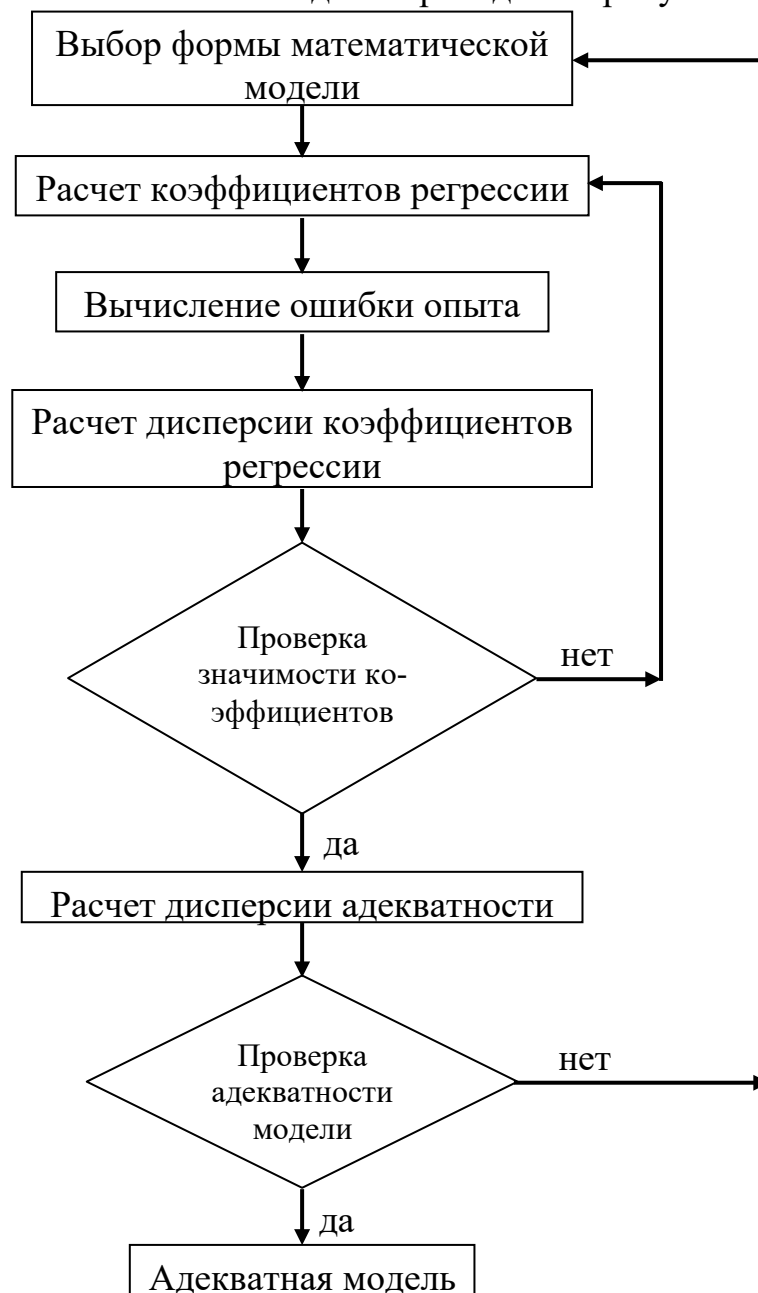 Выбор формы математической
модели
Расчет коэффициентов регрессии
Вычисление ошибки опыта
Расчет дисперсии коэффициентов
регрессии
Проверка
значимости ко-
эффициентов
нет
да
Расчет дисперсии адекватности
Проверка
адекватности
модели
нет
да
Адекватная модель